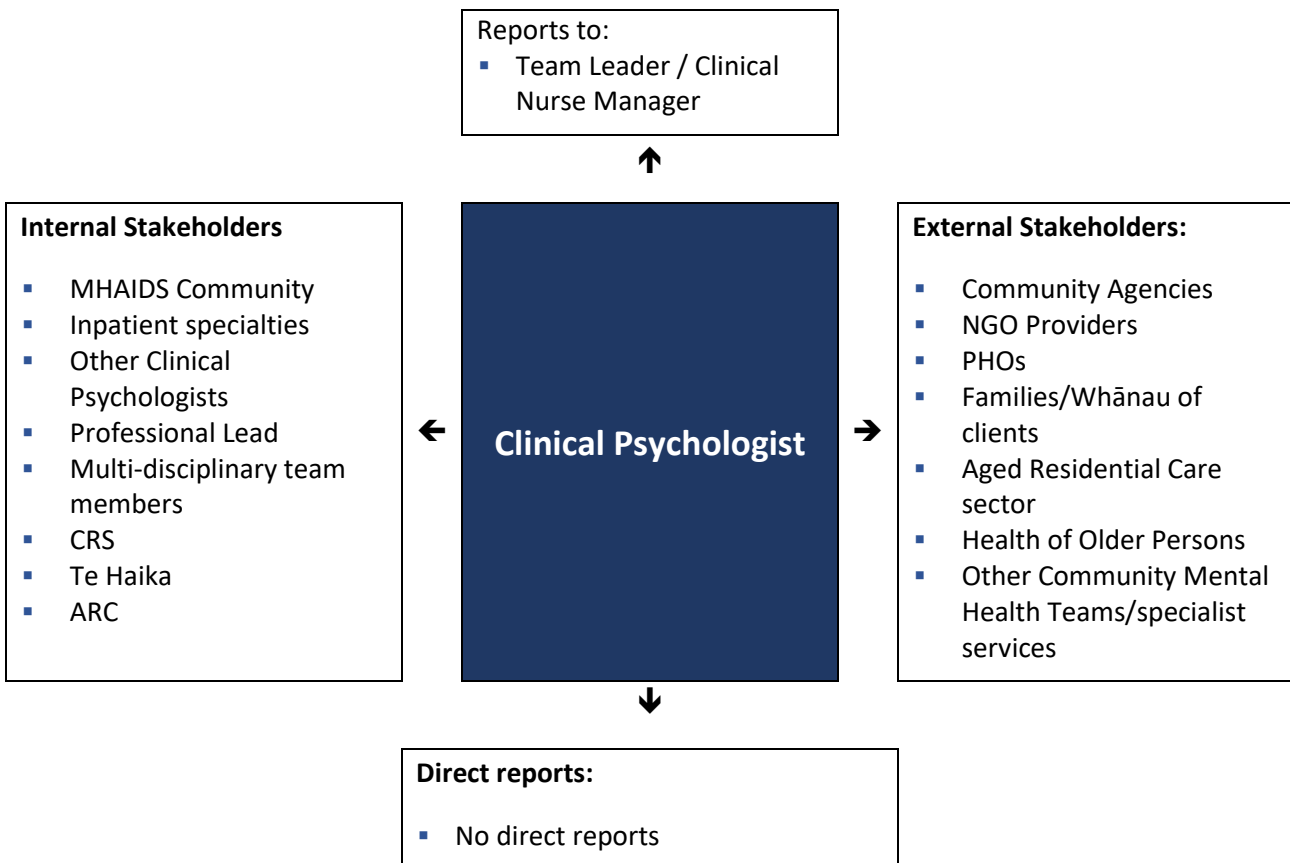 Reports to:
▪ Team Leader / Clinical
Nurse Manager
Internal Stakeholders
▪ MHAIDS Community
▪ Inpatient specialties
▪ Other Clinical
Psychologists
▪ Professional Lead
▪ Multi-disciplinary team
members
▪ CRS
▪ Te Haika
▪ ARC
Clinical Psychologist
External Stakeholders:
▪ Community Agencies
▪ NGO Providers
▪ PHOs
▪ Families/Whānau of
clients
▪ Aged Residential Care
sector
▪ Health of Older Persons
▪ Other Community Mental
Health Teams/specialist
services
Direct reports:
▪ No direct reports